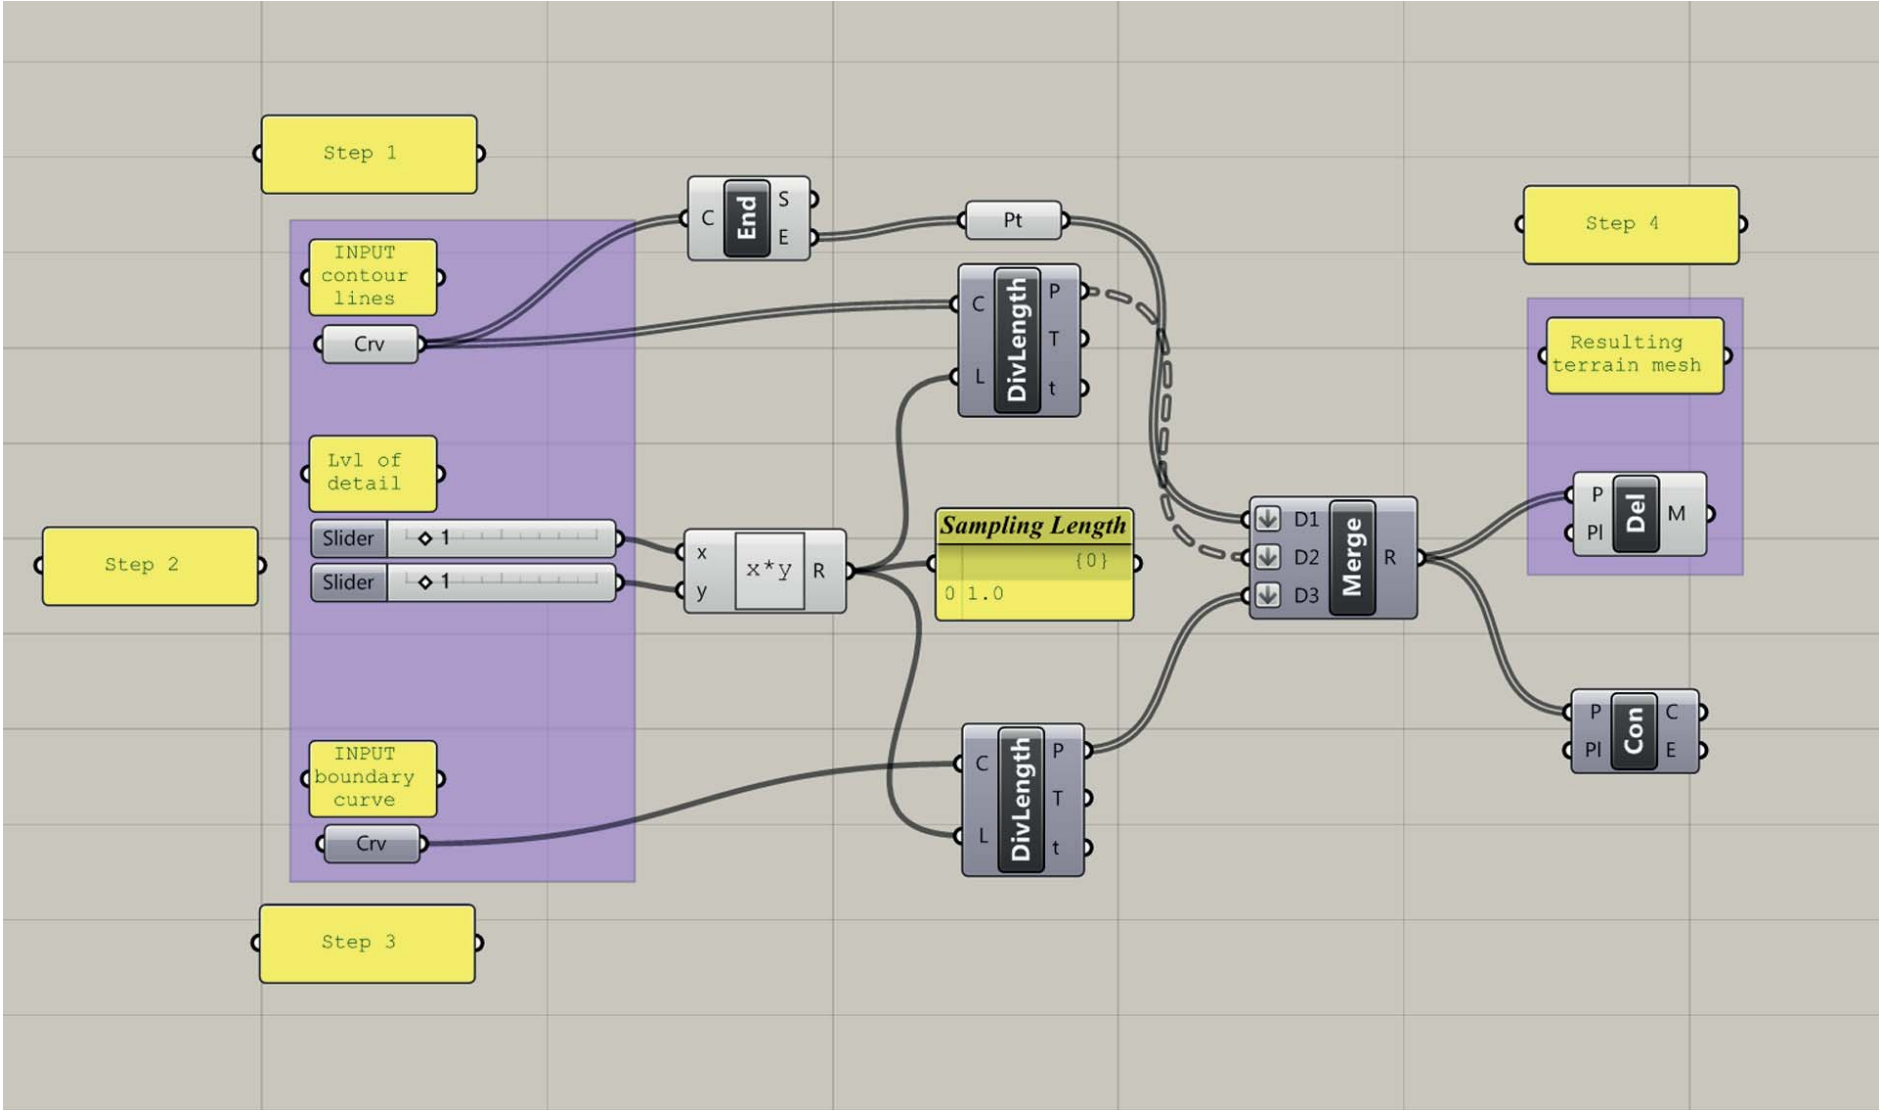 Step 1
INPUT
contour
lines
Crv
C
End
S
E
Pt
C
L
DivLength
P
T
t
Lvl of
detail
Slider
1
Slider
1
Step 2
x
y
x*y
R
Sampling Length
{0}
0 1.0
INPUT
boundary
curve
Crv
Step 3
C
L
DivLength
P
T
t
D1
D2
D3
Merge
R
Step 4
Resulting
terrain mesh
P
Pl
Del
M
P
Pl
Con
C
E